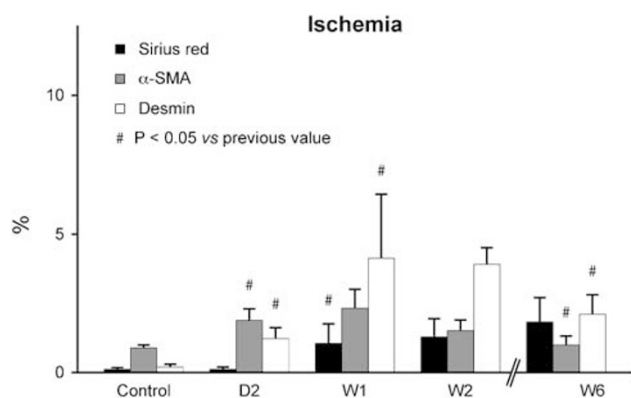 Ischemia
Sirius red
α-SMA
Desmin
# P < 0.05 vs previous value
10
5
0
%
#
#
#
#
#
#
Control D2 W1 W2 W6